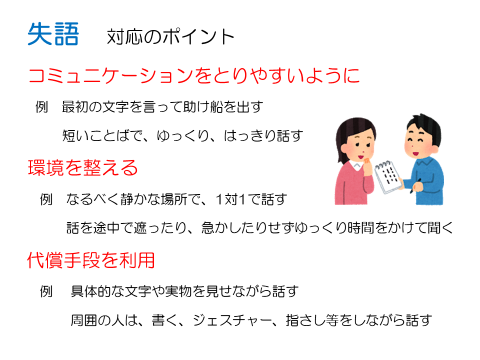 失語 対応のポイント
コミュニケーションをとりやすいように
例 最初の文字を言って助け船を出す
短いことばで、ゆっくり、はっきり話す
環境を整える
例 なるべく静かな場所で、1対1で話す
話を途中で遮ったり、急かしたりせずゆっくり時間をかけて聞く
代償手段を利用
例 具体的な文字や実物を見せながら話す
周囲の人は、書く、ジェスチャー、指さし等をしながら話す